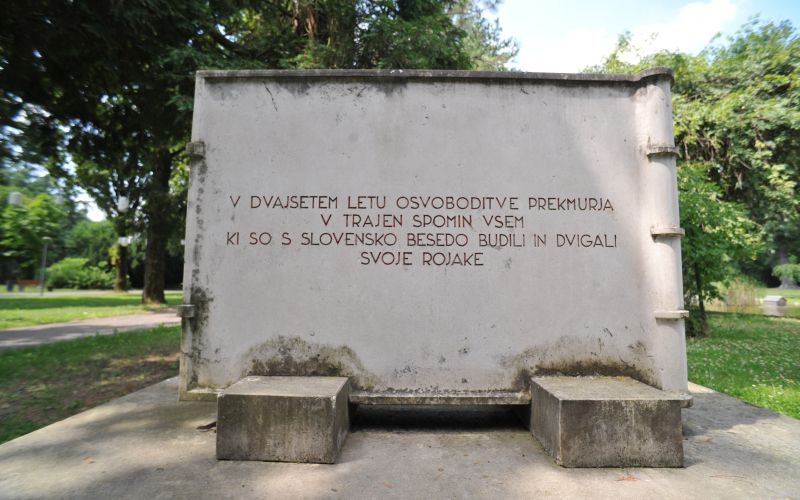 V DVAJSETEM LETU OSVOBODITVE PREKMURJA
V TRAJEN SPOMIN VSEM
KI SO S SLOVENSKO BESEDO BUDILI IN DVIGALI
SVOJE ROJAKE